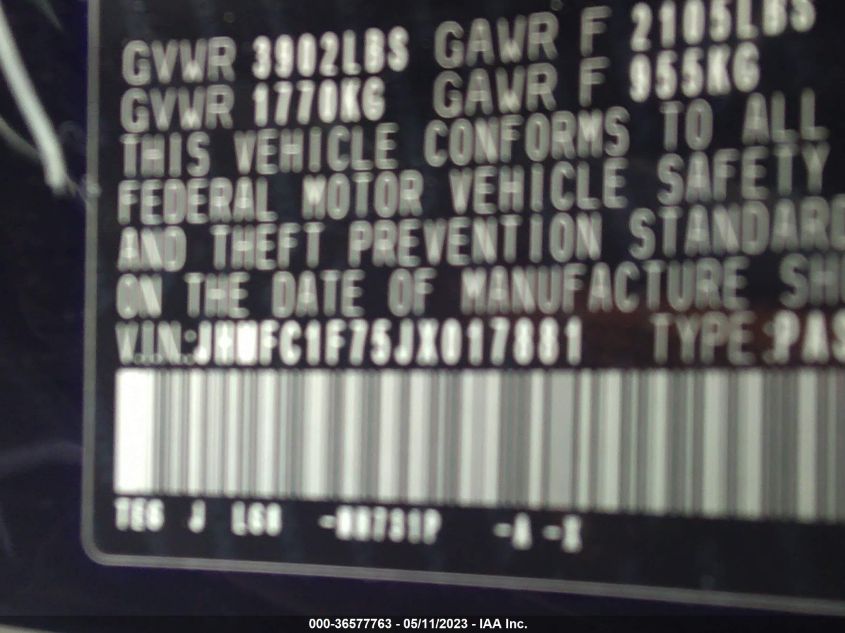 GVWR 3902LBS GAWR F 2105LBS
GVWR 1770KG GAWR F 955KG
THIS VEHICLE CONFORMS TO ALL
FEDERAL MOTOR VEHICLE SAFETY
AND THEFT PREVENTION STANDARD
ON THE DATE OF MANUFACTURE SH
V.I.N.: JHMFC1F75JX017881 TYPE: PAS
J -A -X
000-36577763 - 05/11/2023 - IAA Inc.